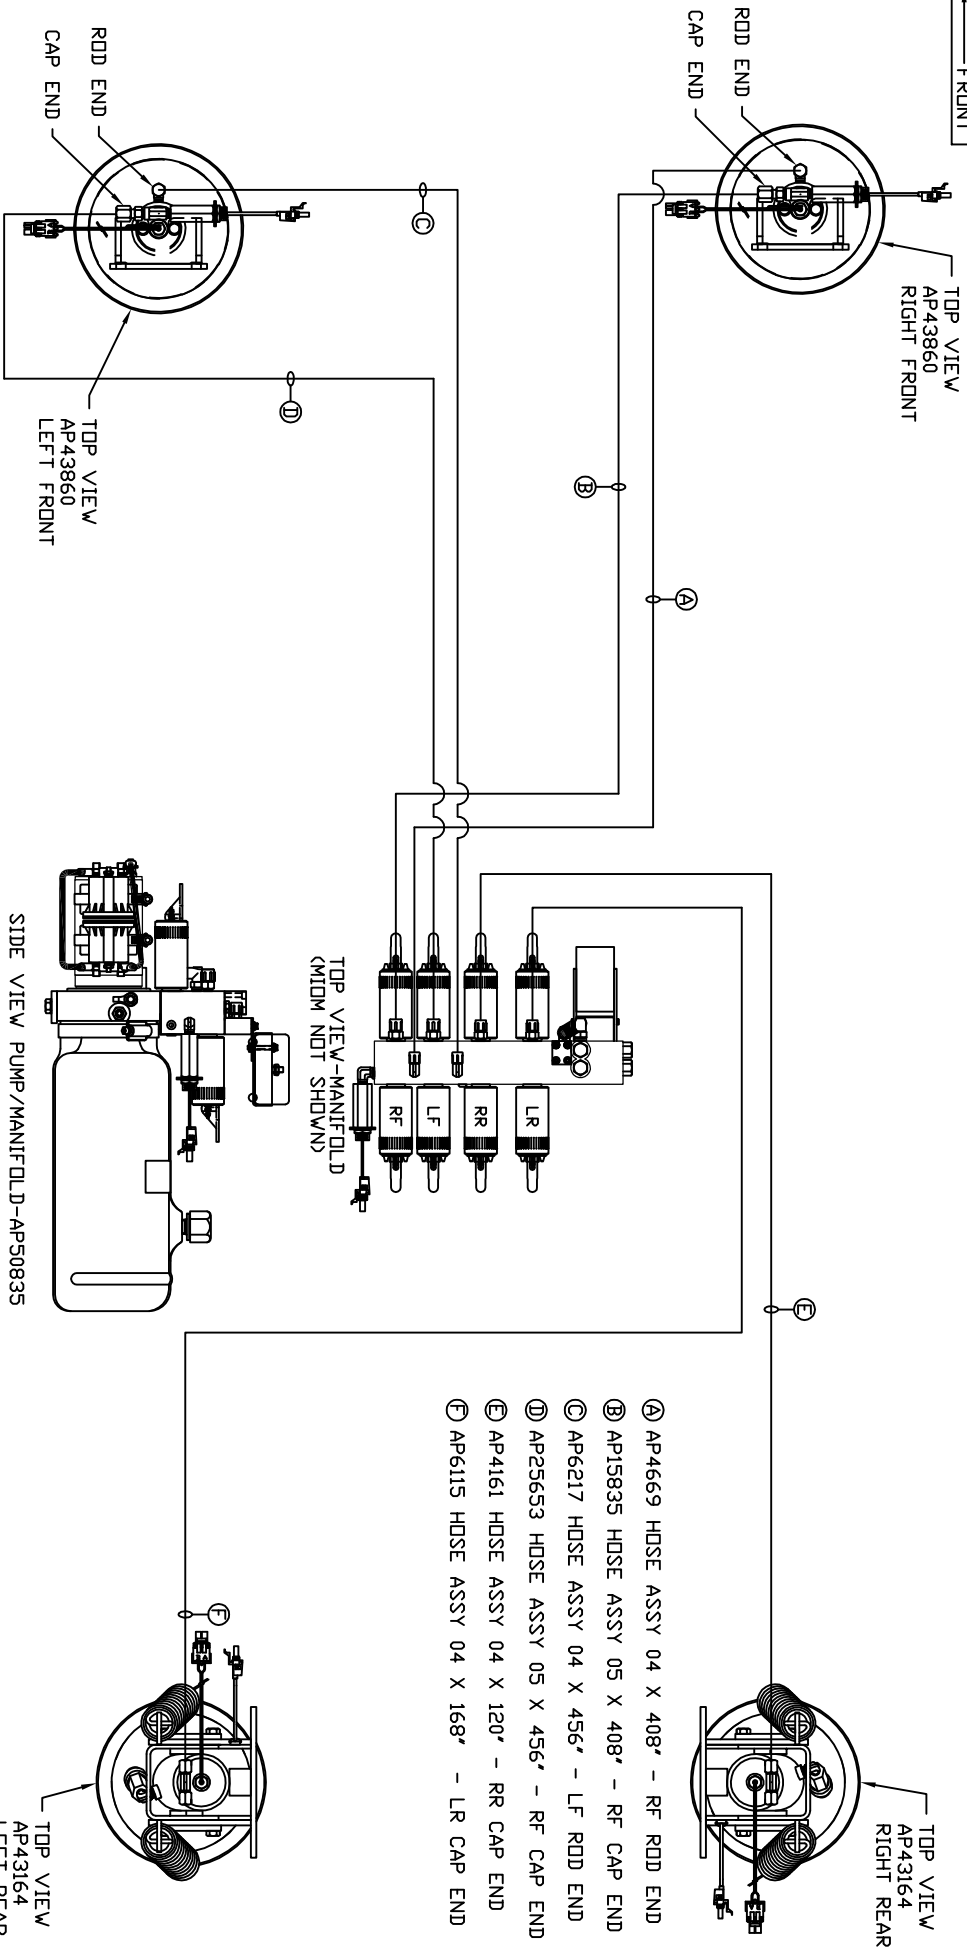 FRONT
ROD END
CAP END
TOP VIEW
AP43860
RIGHT FRONT
ROD END
CAP END
TOP VIEW
AP43860
LEFT FRONT
C
D
B
A
E
F
TOP VIEW-MANIFOLD
(MIOM NOT SHOWN)
RF
LF
RR
LR
SIDE VIEW PUMP/MANIFOLD-AP50835
A AP4669 HOSE ASSY 04 X 408" - RF ROD END
B AP15835 HOSE ASSY 05 X 408" - RF CAP END
C AP6217 HOSE ASSY 04 X 456" - LF ROD END
D AP25653 HOSE ASSY 05 X 456" - RF CAP END
E AP4161 HOSE ASSY 04 X 120" - RR CAP END
F AP6115 HOSE ASSY 04 X 168" - LR CAP END
TOP VIEW
AP43164
RIGHT REAR
TOP VIEW
AP43164
LEFT REAR